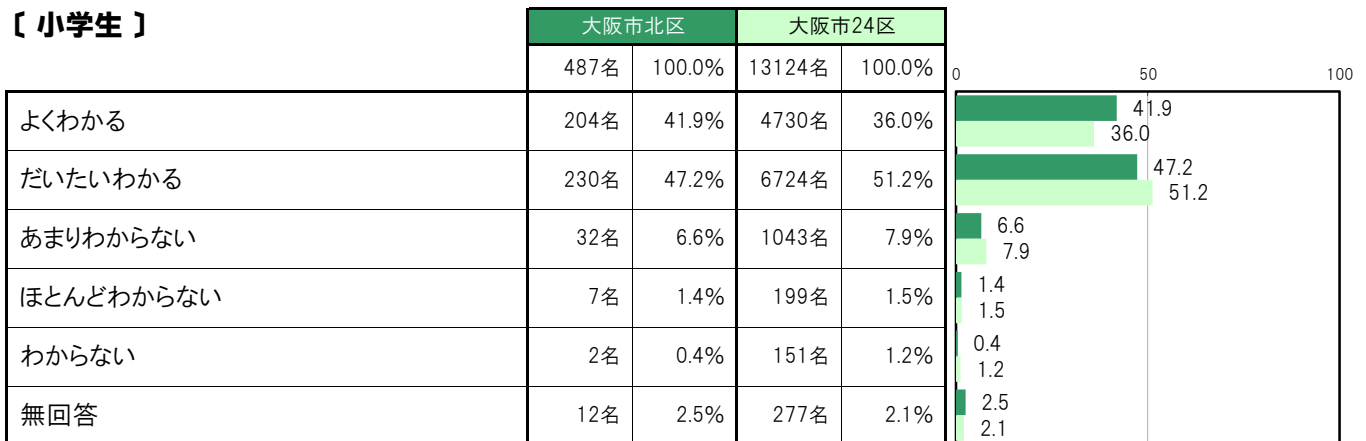 〔 小学生 〕
大阪市北区 大阪市24区
487名 100.0% 13124名 100.0% 0 50 100
よくわかる 204名 41.9% 4730名 36.0% 41.9
36.0
だいたいわかる 230名 47.2% 6724名 51.2% 47.2
51.2
あまりわからない 32名 6.6% 1043名 7.9% 6.6
7.9
ほとんどわからない 7名 1.4% 199名 1.5% 1.4
1.5
わからない 2名 0.4% 151名 1.2% 0.4
1.2
無回答 12名 2.5% 277名 2.1% 2.5
2.1